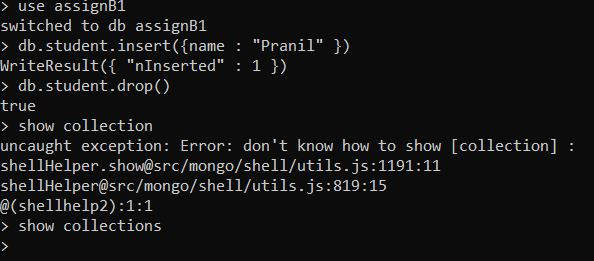 > use assignB1
switched to db assignB1
> db.student.insert({name : "Pranil" })
WriteResult({ "nInserted" : 1 })
> db.student.drop()
true
> show collection
uncaught exception: Error: don't know how to show [collection] :
shellHelper.show@src/mongo/shell/utils.js:1191:11
shellHelper@src/mongo/shell/utils.js:819:15
@(shellhelp2):1:1
> show collections
>